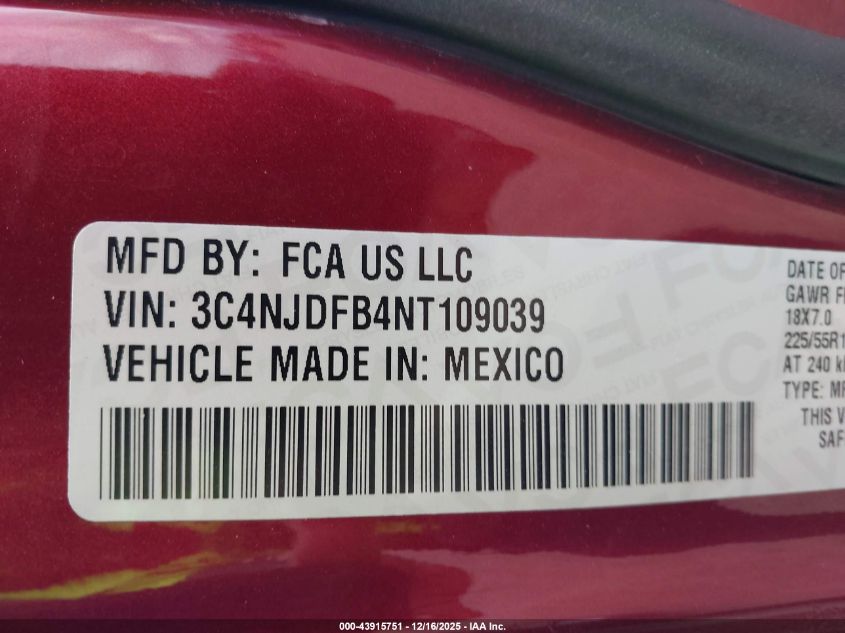 MFD BY: FCA US LLC
VIN: 3C4NJDFB4NT109039
VEHICLE MADE IN: MEXICO
DATE OF
GAWR F
18X7.0
225/55R1
AT 240 k
TYPE: M
THIS V
SAF
000-43915751 - 12/16/2025 - IAA Inc.